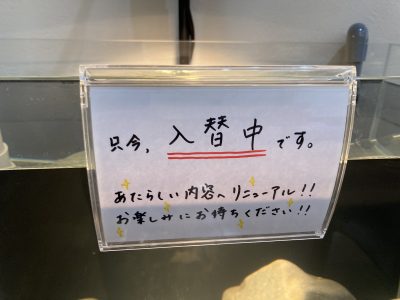 只今、入替中です。
あたらしい内容へリニューアル!!
お楽しみにお待ちください!!